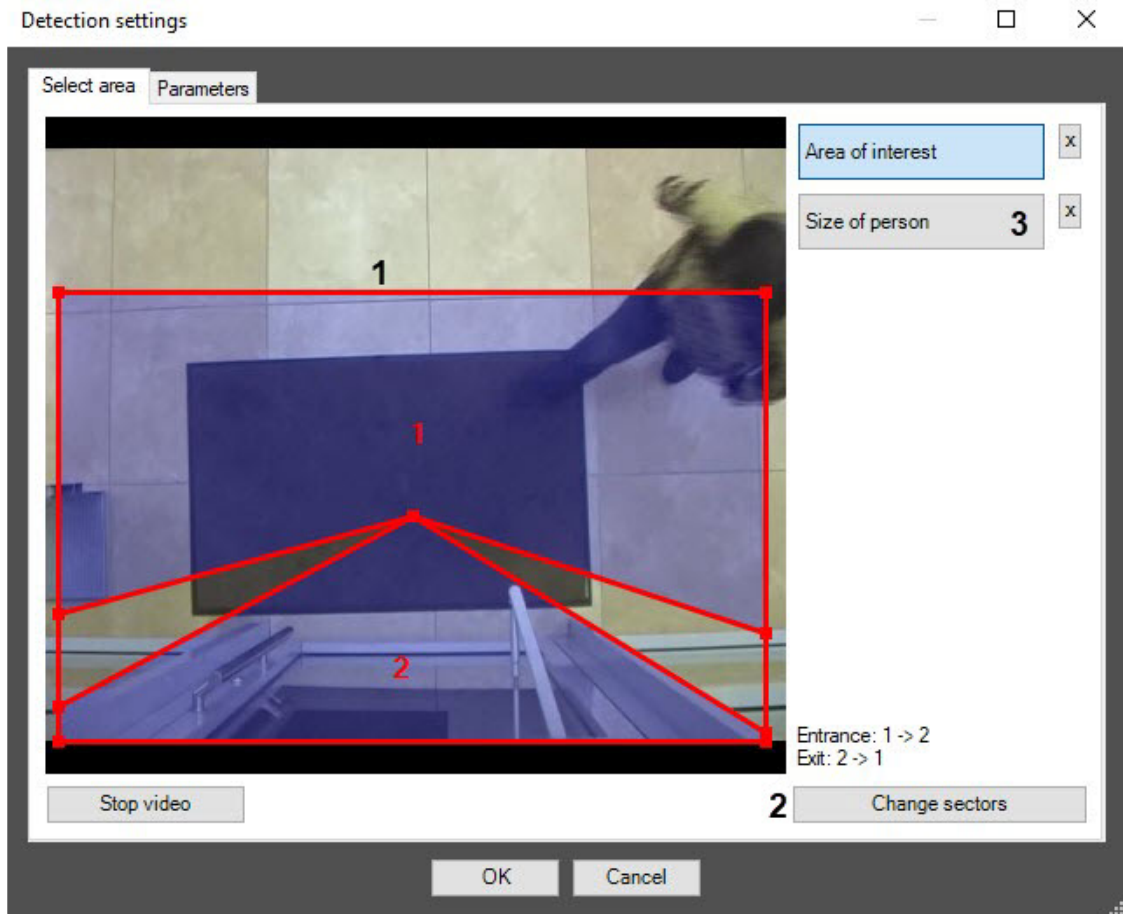 Detection settings
Select area
Parameters
Area of interest
x
Size of person 3
x
1
1
2
Entrance: 1 -> 2
Exit: 2 -> 1
Stop video
2 Change sectors
OK
Cancel